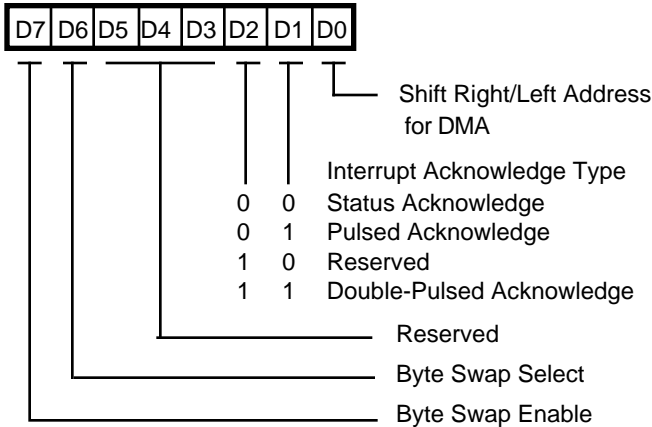 D7 D6 D5 D4 D3 D2 D1 D0
Shift Right/Left Address
for DMA
Interrupt Acknowledge Type
0 0 Status Acknowledge
0 1 Pulsed Acknowledge
1 0 Reserved
1 1 Double-Pulsed Acknowledge
Reserved
Byte Swap Select
Byte Swap Enable